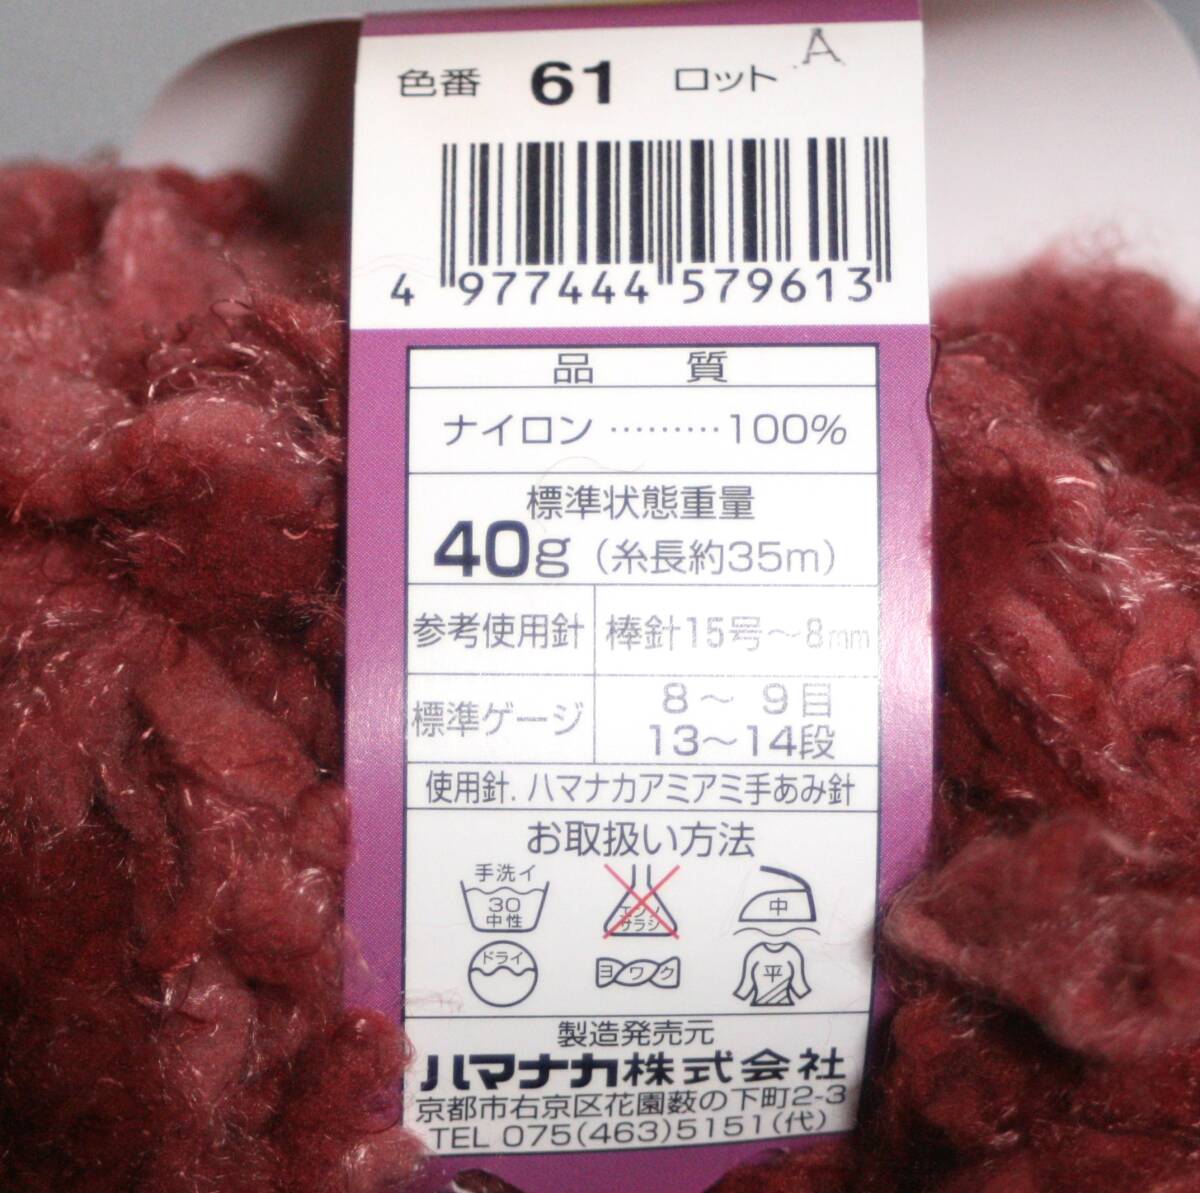 色番 61 ロット A
4 977444 579613
品 質
ナイロン ………100%
標準状態重量
40g (糸長約35m)
参考使用針 棒針15号~8mm
標準ゲージ 8~ 9目
13~14段
使用針. ハマナカアミアミ手あみ針
お取扱い方法
手洗イ
30
中性
エンソ
サラシ
中
ドライ
ヨワク
平
製造発売元
ハマナカ株式会社
京都市右京区花園薮の下町2-3
TEL 075(463)5151(代)